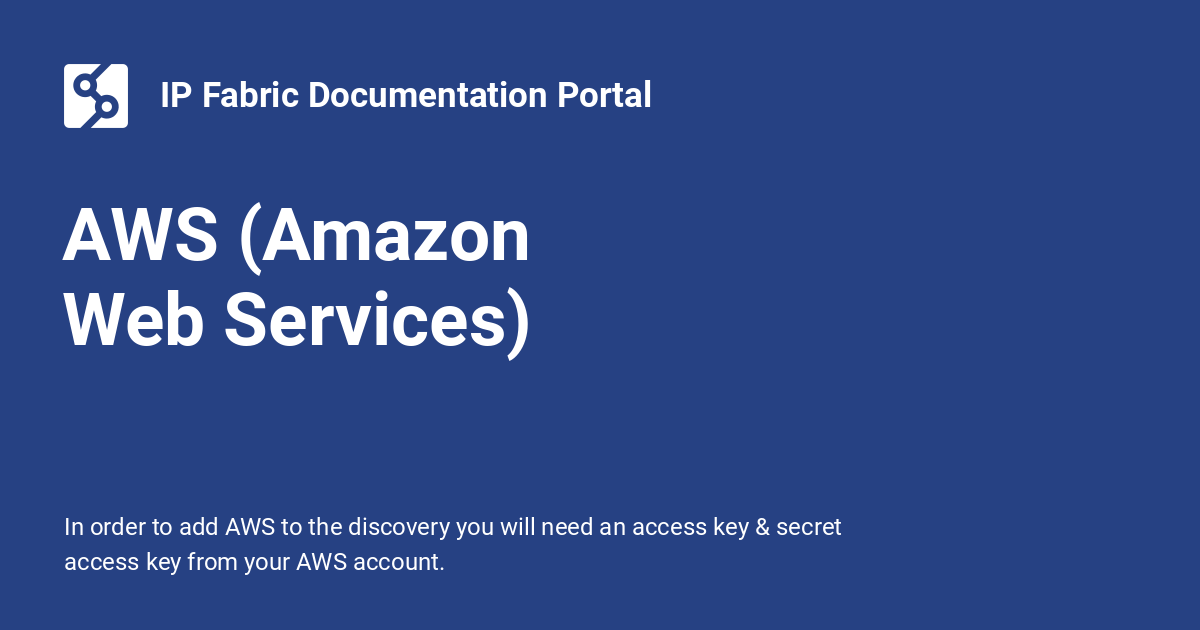 IP Fabric Documentation Portal
AWS (Amazon
Web Services)
In order to add AWS to the discovery you will need an access key & secret
access key from your AWS account.